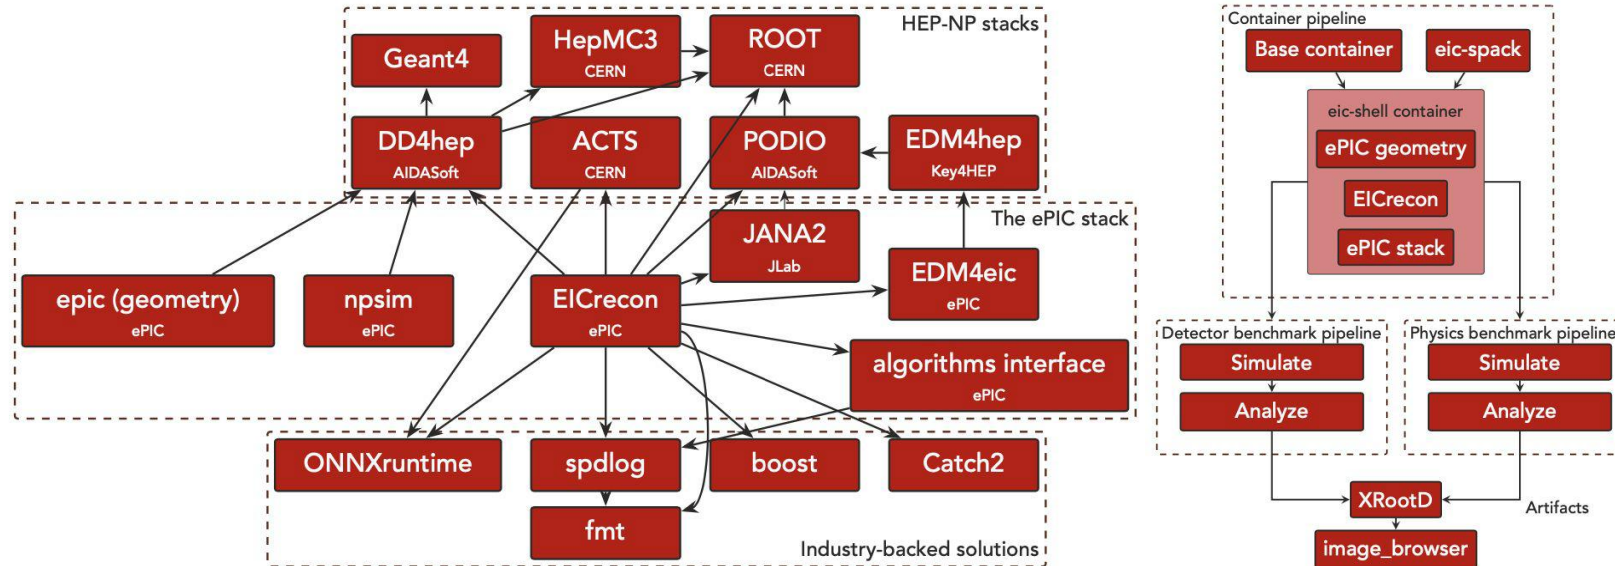 HEP-NP stacks
Geant4
HepMC3
CERN
ROOT
CERN
DD4hep
AIDASoft
ACTS
CERN
PODIO
AIDASoft
EDM4hep
Key4HEP
The ePIC stack
JANA2
JLab
epic (geometry)
ePIC
npsim
ePIC
EICrecon
ePIC
EDM4eic
ePIC
algorithms interface
ePIC
ONNXruntime
spdlog
boost
Catch2
fmt
Industry-backed solutions
Container pipeline
Base container
eic-spack
eic-shell container
ePIC geometry
EICrecon
ePIC stack
Detector benchmark pipeline
Simulate
Analyze
Physics benchmark pipeline
Simulate
Analyze
XRootD
Artifacts
image_browser